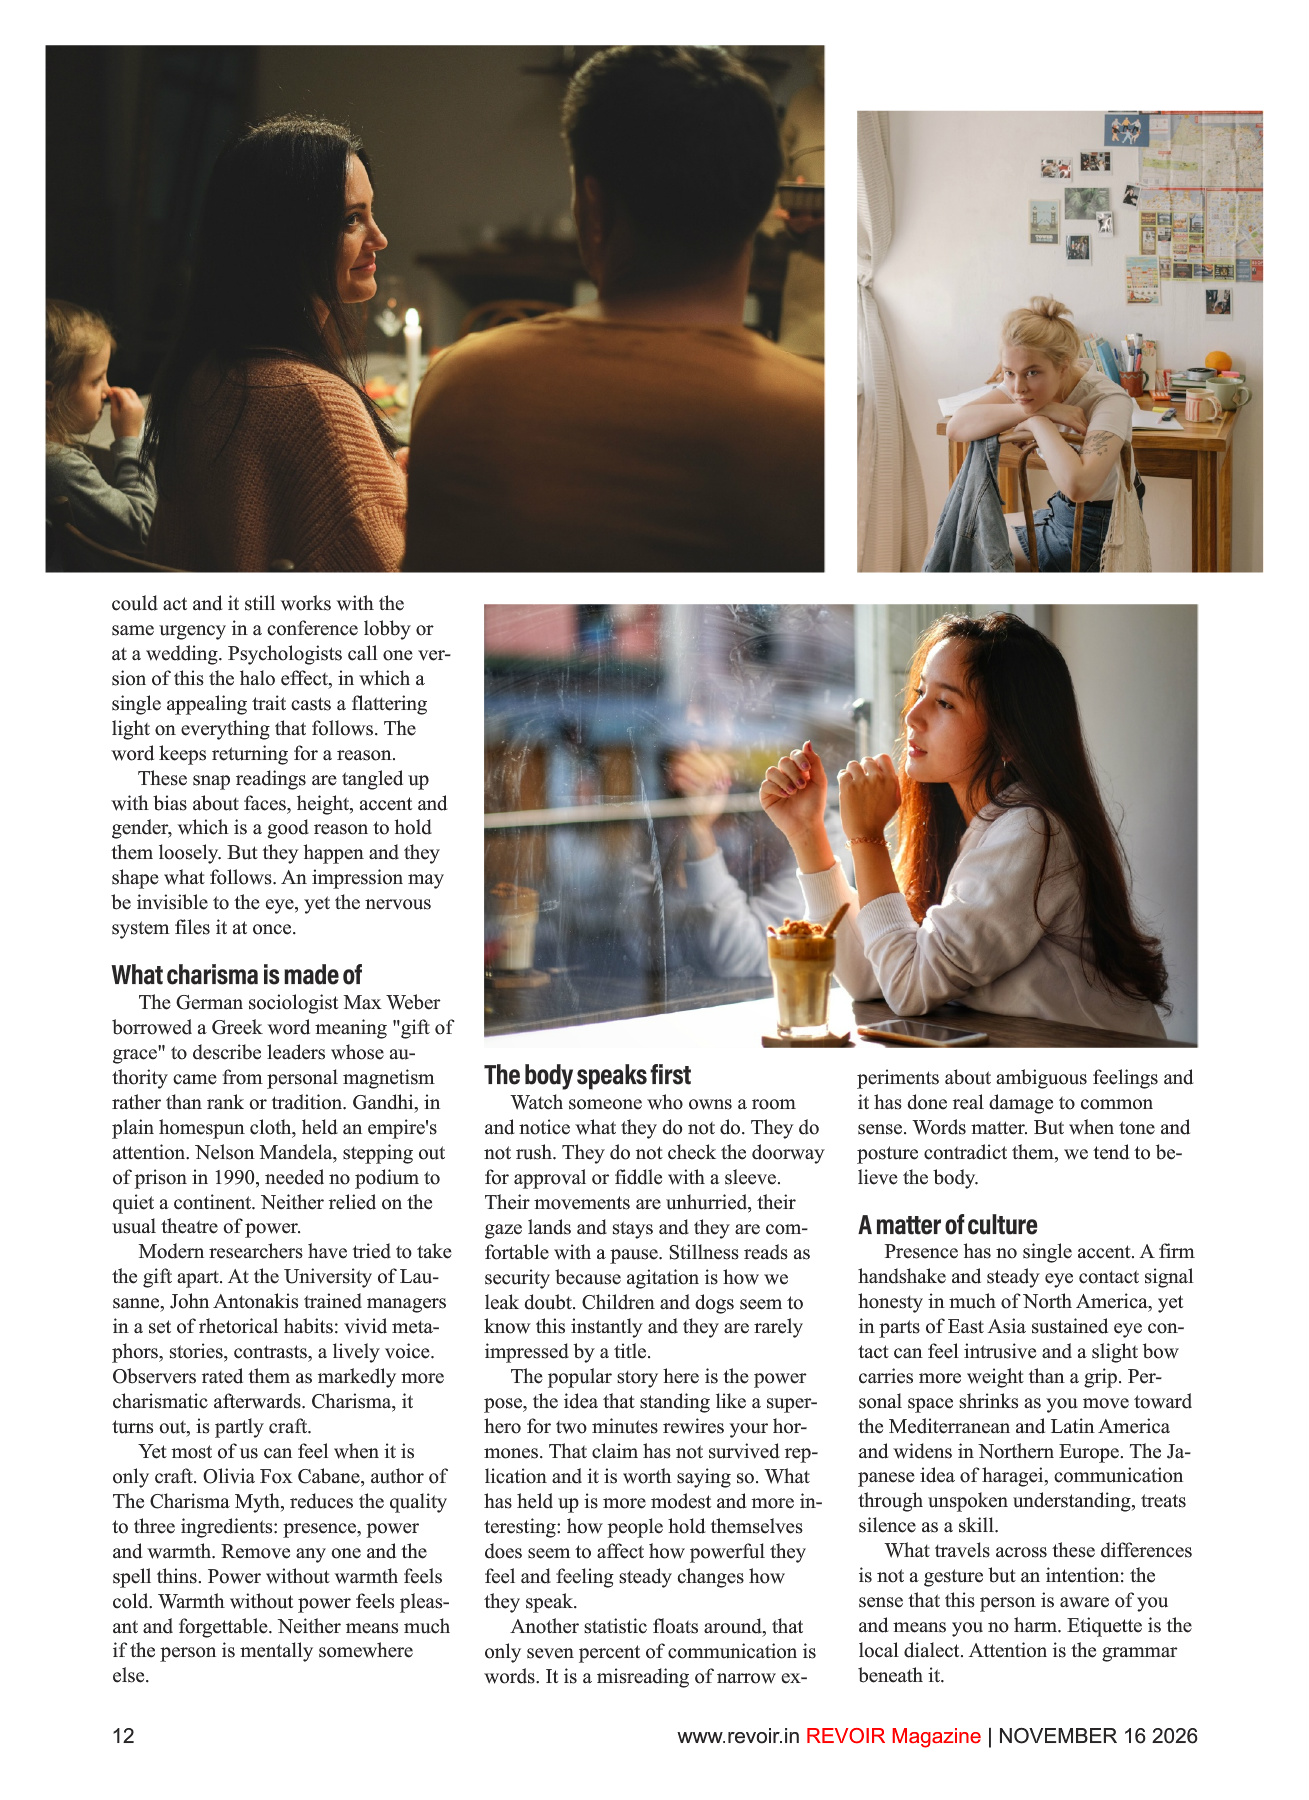 could act and it still works with the
same urgency in a conference lobby or
at a wedding. Psychologists call one ver-
sion of this the halo effect, in which a
single appealing trait casts a flattering
light on everything that follows. The
word keeps returning for a reason.
These snap readings are tangled up
with bias about faces, height, accent and
gender, which is a good reason to hold
them loosely. But they happen and they
shape what follows. An impression may
be invisible to the eye, yet the nervous
system files it at once.
What charisma is made of
The German sociologist Max Weber
borrowed a Greek word meaning "gift of
grace" to describe leaders whose au-
thority came from personal magnetism
rather than rank or tradition. Gandhi, in
plain homespun cloth, held an empire's
attention. Nelson Mandela, stepping out
of prison in 1990, needed no podium to
quiet a continent. Neither relied on the
usual theatre of power.
Modern researchers have tried to take
the gift apart. At the University of Lau-
sanne, John Antonakis trained managers
in a set of rhetorical habits: vivid meta-
phors, stories, contrasts, a lively voice.
Observers rated them as markedly more
charismatic afterwards. Charisma, it
turns out, is partly craft.
Yet most of us can feel when it is
only craft. Olivia Fox Cabane, author of
The Charisma Myth, reduces the quality
to three ingredients: presence, power
and warmth. Remove any one and the
spell thins. Power without warmth feels
cold. Warmth without power feels pleas-
ant and forgettable. Neither means much
if the person is mentally somewhere
else.
The body speaks first
Watch someone who owns a room
and notice what they do not do. They do
not rush. They do not check the doorway
for approval or fiddle with a sleeve.
Their movements are unhurried, their
gaze lands and stays and they are com-
fortable with a pause. Stillness reads as
security because agitation is how we
leak doubt. Children and dogs seem to
know this instantly and they are rarely
impressed by a title.
The popular story here is the power
pose, the idea that standing like a super-
hero for two minutes rewires your hor-
mones. That claim has not survived rep-
lication and it is worth saying so. What
has held up is more modest and more in-
teresting: how people hold themselves
does seem to affect how powerful they
feel and feeling steady changes how
they speak.
Another statistic floats around, that
only seven percent of communication is
words. It is a misreading of narrow ex-
periments about ambiguous feelings and
it has done real damage to common
sense. Words matter. But when tone and
posture contradict them, we tend to be-
lieve the body.
A matter of culture
Presence has no single accent. A firm
handshake and steady eye contact signal
honesty in much of North America, yet
in parts of East Asia sustained eye con-
tact can feel intrusive and a slight bow
carries more weight than a grip. Per-
sonal space shrinks as you move toward
the Mediterranean and Latin America
and widens in Northern Europe. The Ja-
panese idea of haragei, communication
through unspoken understanding, treats
silence as a skill.
What travels across these differences
is not a gesture but an intention: the
sense that this person is aware of you
and means you no harm. Etiquette is the
local dialect. Attention is the grammar
beneath it.
12
www.revoir.in REVOIR Magazine | NOVEMBER 16 2026